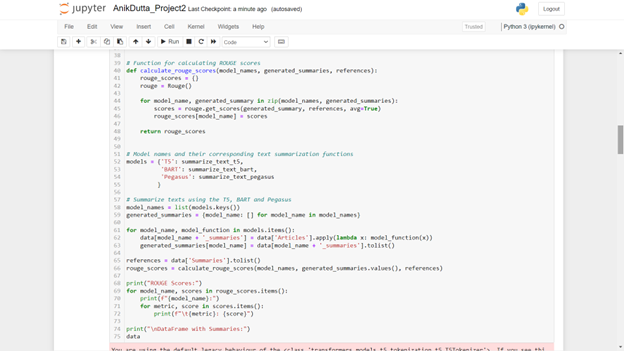 jupyter AnikDutta_Project2 Last Checkpoint: a minute ago (autosaved)
Logout
File Edit View Insert Cell Kernel Widgets Help
Trusted
Python 3 (ipykernel)
Run
Code
38
39 # Function for calculating ROUGE scores
40 def calculate_rouge_scores(model_names, generated_summaries, references):
41 rouge_scores = {}
42 rouge = Rouge()
43
44 for model_name, generated_summary in zip(model_names, generated_summaries):
45 scores = rouge.get_scores(generated_summary, references, avg=True)
46 rouge_scores[model_name] = scores
47
48 return rouge_scores
49
50
51 # Model names and their corresponding text summarization functions
52 models = {'T5': summarize_text_t5,
53 'BART': summarize_text_bart,
54 'Pegasus': summarize_text_pegasus
55 }
56
57 # Summarize texts using the T5, BART and Pegasus
58 model_names = list(models.keys())
59 generated_summaries = {model_name: [] for model_name in model_names}
60
61 for model_name, model_function in models.items():
62 data[model_name + '_summaries'] = data['Articles'].apply(lambda x: model_function(x))
63 generated_summaries[model_name] = data[model_name + '_summaries'].tolist()
64
65 references = data['Summaries'].tolist()
66 rouge_scores = calculate_rouge_scores(model_names, generated_summaries.values(), references)
67
68 print("ROUGE Scores:")
69 for model_name, scores in rouge_scores.items():
70 print(f"{model_name}:")
71 for metric, score in scores.items():
72 print(f"\t{metric}: {score}")
73
74 print("\nDataFrame with Summaries:")
75 data
You are using the default legacy behaviour of the <class 'transformers.models.t5.tokenization_t5.T5Tokenizer'>. If you see thi